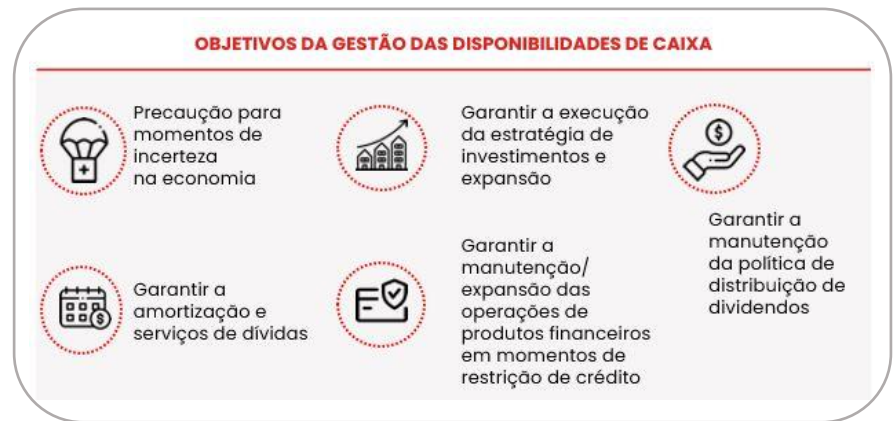 OBJETIVOS DA GESTÃO DAS DISPONIBILIDADES DE CAIXA
Precaução para
momentos de
incerteza
na economia
Garantir a execução
da estratégia de
investimentos e
expansão
Garantir a
manutenção
da política de
distribuição de
dividendos
Garantir a
amortização e
serviços de dívidas
Garantir a
manutenção/
expansão das
operações de
produtos financeiros
em momentos de
restrição de crédito